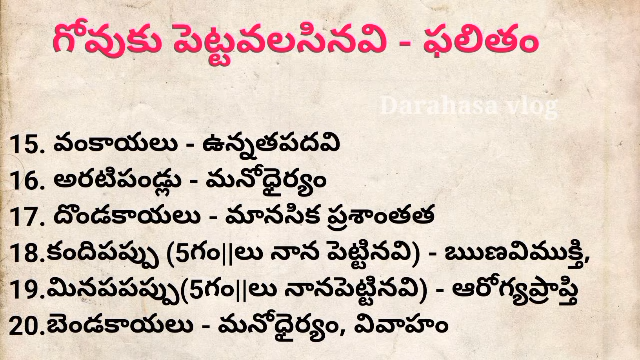 గోవుకు పెట్టవలసినవి - ఫలితం
Darahasa vlog
15. వంకాయలు - ఉన్నతపదవి
16. అరటిపండ్లు - మనోధైర్యం
17. దొండకాయలు - మానసిక ప్రశాంతత
18.కందిపప్పు (5గం||లు నాన పెట్టినవి) - ఋణవిముక్తి,
19.మినపపప్పు(5గం||లు నానపెట్టినవి) - ఆరోగ్యప్రాప్తి
20.బెండకాయలు - మనోధైర్యం, వివాహం